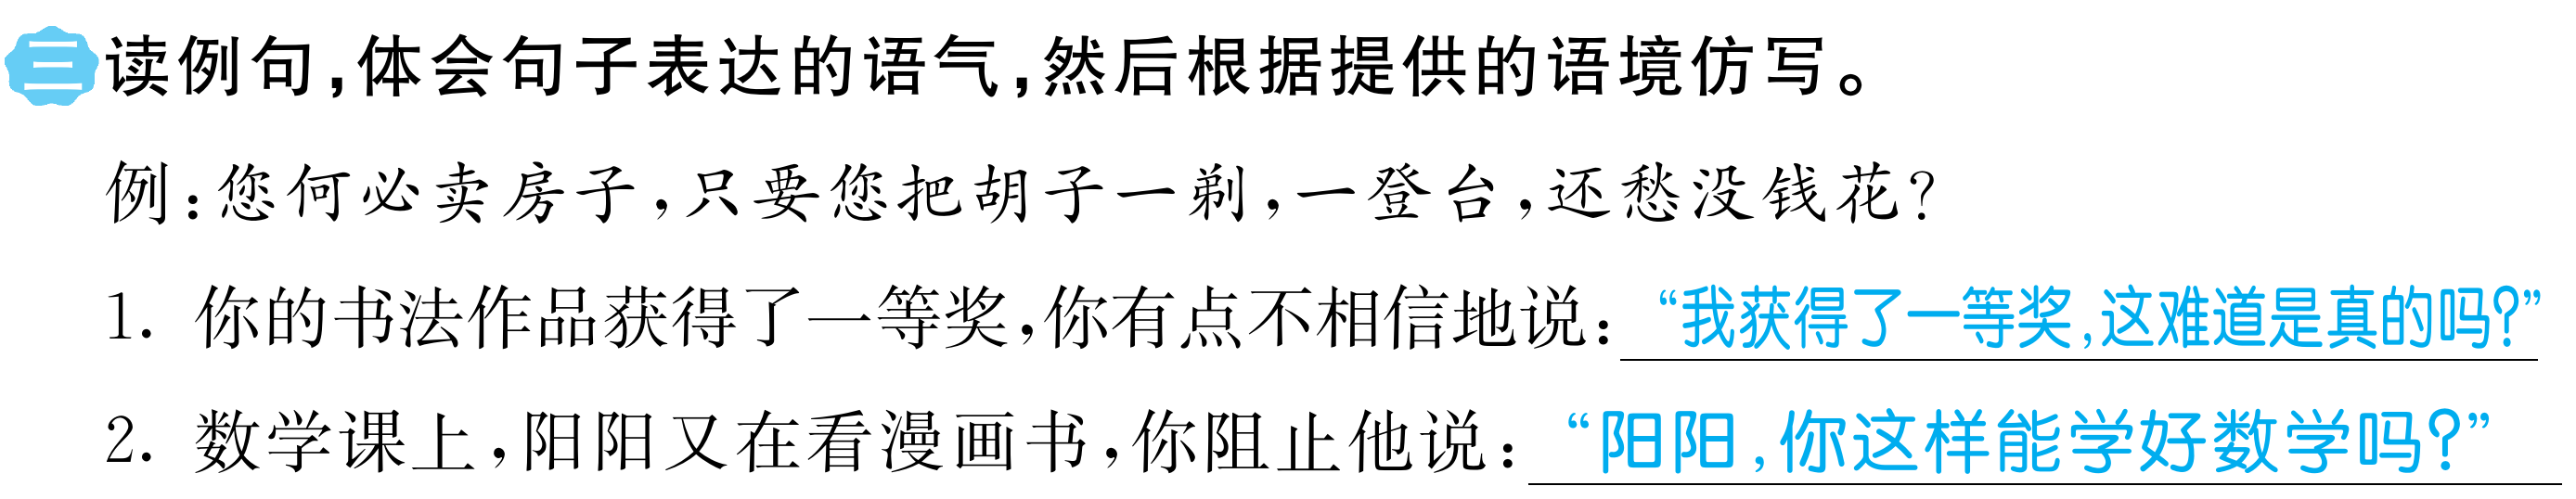 三 读例句,体会句子表达的语气,然后根据提供的语境仿写。
例:您何必卖房子,只要您把胡子一剃,一登台,还愁没钱花?
1. 你的书法作品获得了一等奖,你有点不相信地说:“我获得了一等奖,这难道是真的吗?”
2. 数学课上,阳阳又在看漫画书,你阻止他说:“阳阳,你这样能学好数学吗?”